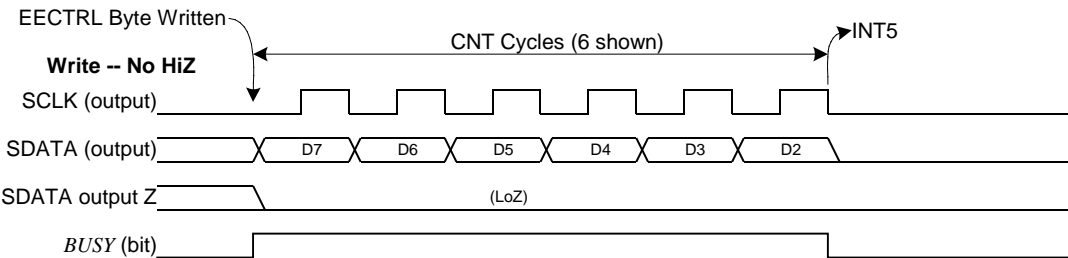 EECTRL Byte Written
INT5
CNT Cycles (6 shown)
Write -- No HiZ
SCLK (output)
SDATA (output)
D7 D6 D5 D4 D3 D2
SDATA output Z
(LoZ)
BUSY (bit)